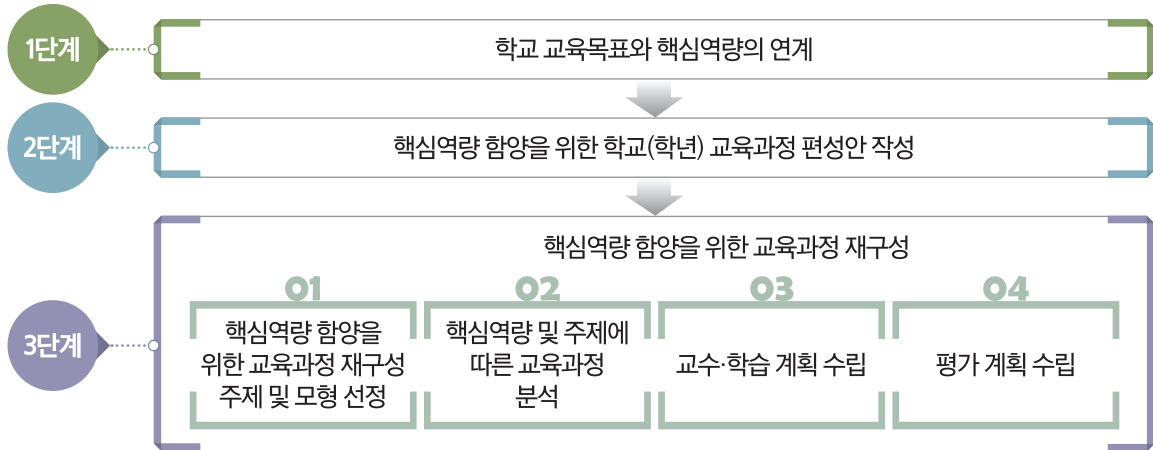 1단계
학교 교육목표와 핵심역량의 연계
2단계
핵심역량 함양을 위한 학교(학년) 교육과정 편성안 작성
3단계
핵심역량 함양을 위한 교육과정 재구성
01
핵심역량 함양을
위한 교육과정 재구성
주제 및 모형 선정
02
핵심역량 및 주제에
따른 교육과정
분석
03
교수·학습 계획 수립
04
평가 계획 수립